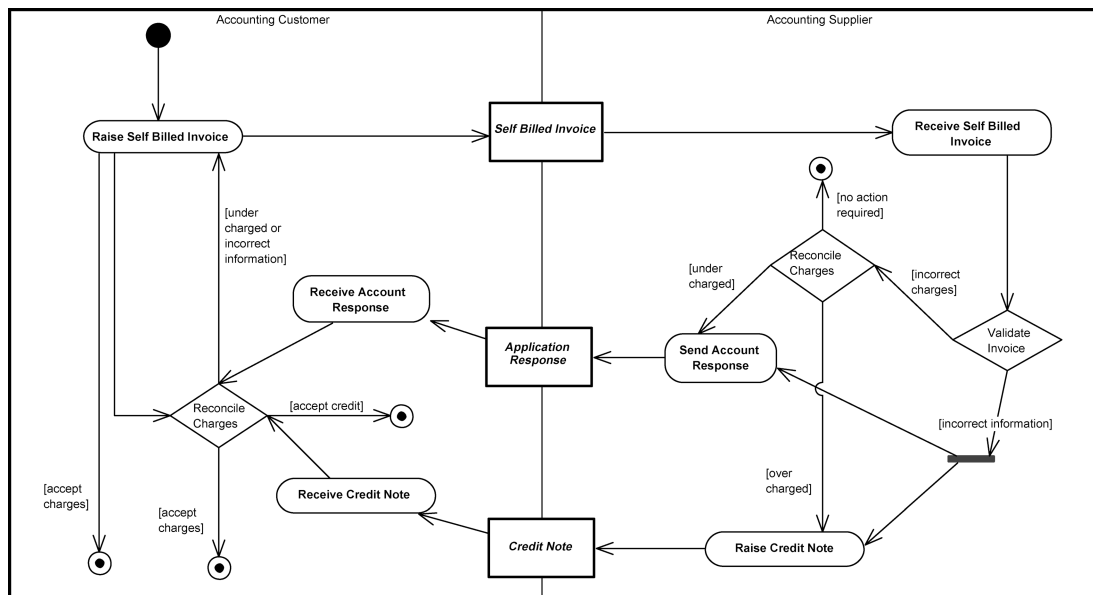 Accounting Customer
Accounting Supplier
Raise Self Billed Invoice
Self Billed Invoice
Receive Self Billed
Invoice
[no action
required]
[under
charged or
incorrect
information]
Reconcile
Charges
[under
charged]
[incorrect
charges]
Receive Account
Response
Validate
Invoice
Application
Response
Send Account
Response
Reconcile
Charges
[accept credit]
[incorrect information]
[over
charged]
[accept
charges]
[accept
charges]
Receive Credit Note
Credit Note
Raise Credit Note